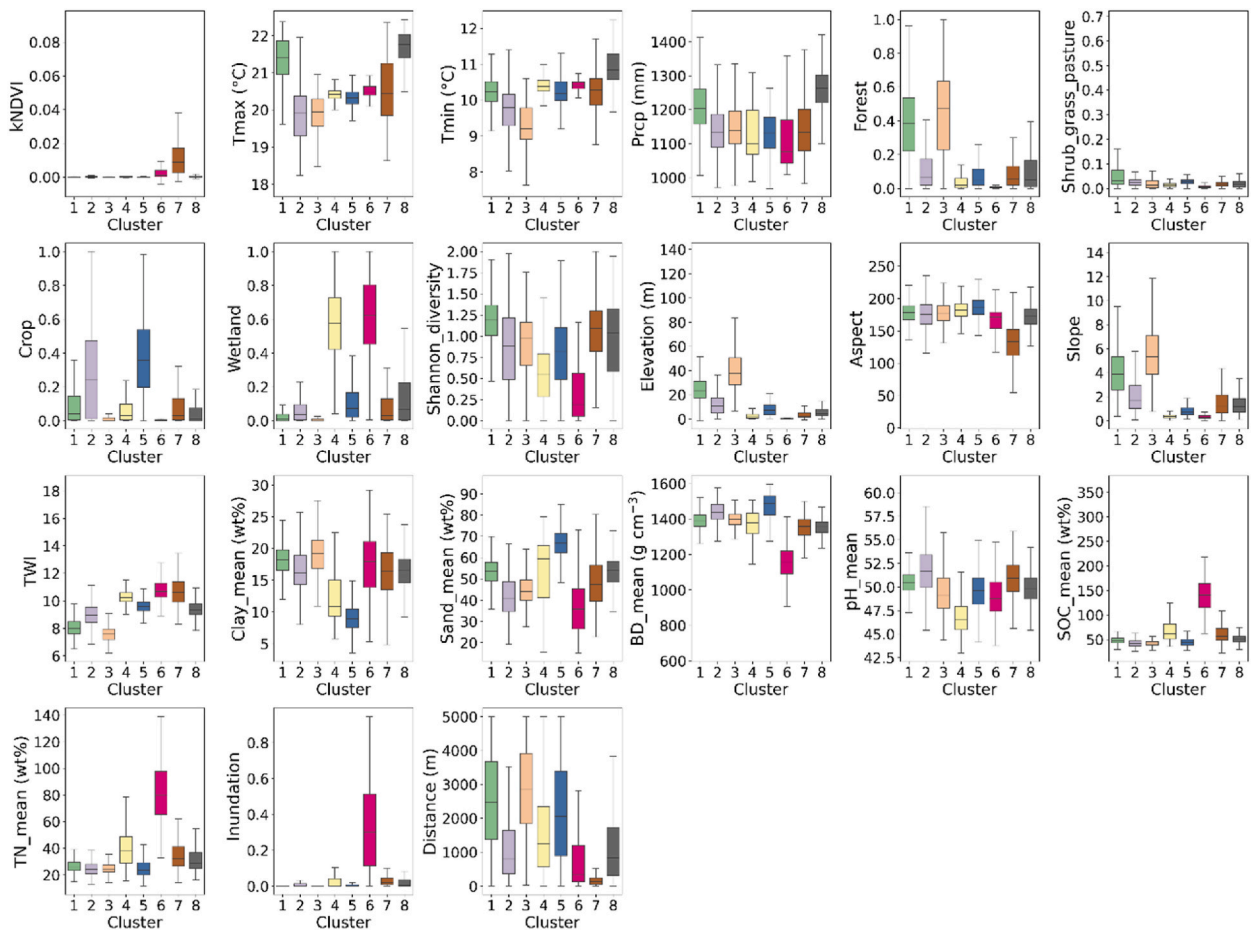 kNDVI
0.08
0.06
0.04
0.02
0.00
1 2 3 4 5 6 7 8
Cluster
Tmax (°C)
22
21
20
19
18
1 2 3 4 5 6 7 8
Cluster
Tmin (°C)
12
11
10
9
8
1 2 3 4 5 6 7 8
Cluster
Prcp (mm)
1400
1300
1200
1100
1000
1 2 3 4 5 6 7 8
Cluster
Forest
1.0
0.8
0.6
0.4
0.2
0.0
1 2 3 4 5 6 7 8
Cluster
Shrub_grass_pasture
0.7
0.6
0.5
0.4
0.3
0.2
0.1
0.0
1 2 3 4 5 6 7 8
Cluster
Crop
1.0
0.8
0.6
0.4
0.2
0.0
1 2 3 4 5 6 7 8
Cluster
Wetland
1.0
0.8
0.6
0.4
0.2
0.0
1 2 3 4 5 6 7 8
Cluster
Shannon_diversity
2.00
1.75
1.50
1.25
1.00
0.75
0.50
0.25
0.00
1 2 3 4 5 6 7 8
Cluster
Elevation (m)
140
120
100
80
60
40
20
0
1 2 3 4 5 6 7 8
Cluster
Aspect
250
200
150
100
50
0
1 2 3 4 5 6 7 8
Cluster
Slope
14
12
10
8
6
4
2
0
1 2 3 4 5 6 7 8
Cluster
TWI
18
16
14
12
10
8
6
1 2 3 4 5 6 7 8
Cluster
Clay_mean (wt%)
30
25
20
15
10
5
1 2 3 4 5 6 7 8
Cluster
Sand_mean (wt%)
90
80
70
60
50
40
30
20
1 2 3 4 5 6 7 8
Cluster
BD_mean (g cm⁻³)
1600
1400
1200
1000
800
600
1 2 3 4 5 6 7 8
Cluster
pH_mean
60.0
57.5
55.0
52.5
50.0
47.5
45.0
42.5
1 2 3 4 5 6 7 8
Cluster
SOC_mean (wt%)
350
300
250
200
150
100
50
1 2 3 4 5 6 7 8
Cluster
TN_mean (wt%)
140
120
100
80
60
40
20
1 2 3 4 5 6 7 8
Cluster
Inundation
0.8
0.6
0.4
0.2
0.0
1 2 3 4 5 6 7 8
Cluster
Distance (m)
5000
4000
3000
2000
1000
0
1 2 3 4 5 6 7 8
Cluster